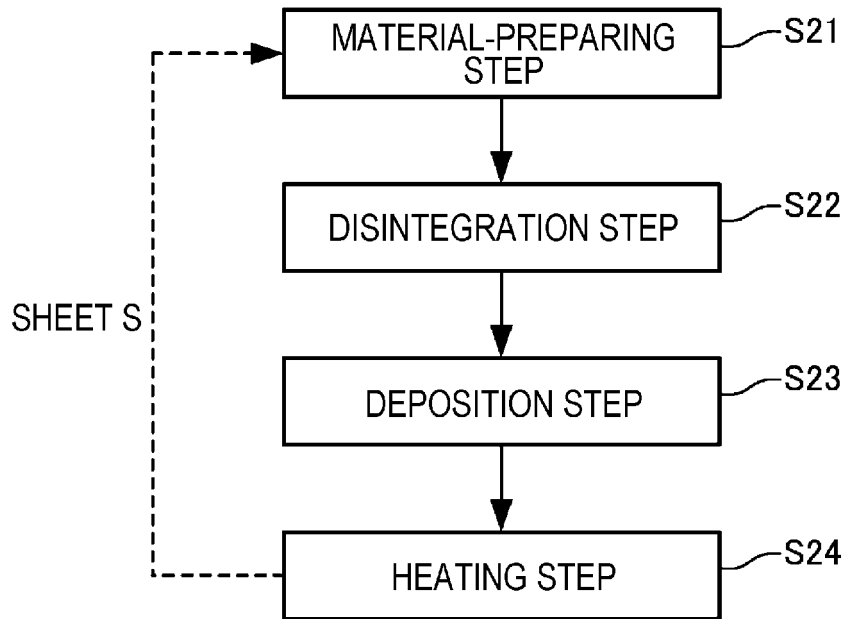 MATERIAL-PREPARING
STEP
S21
DISINTEGRATION STEP
S22
SHEET S
DEPOSITION STEP
S23
HEATING STEP
S24